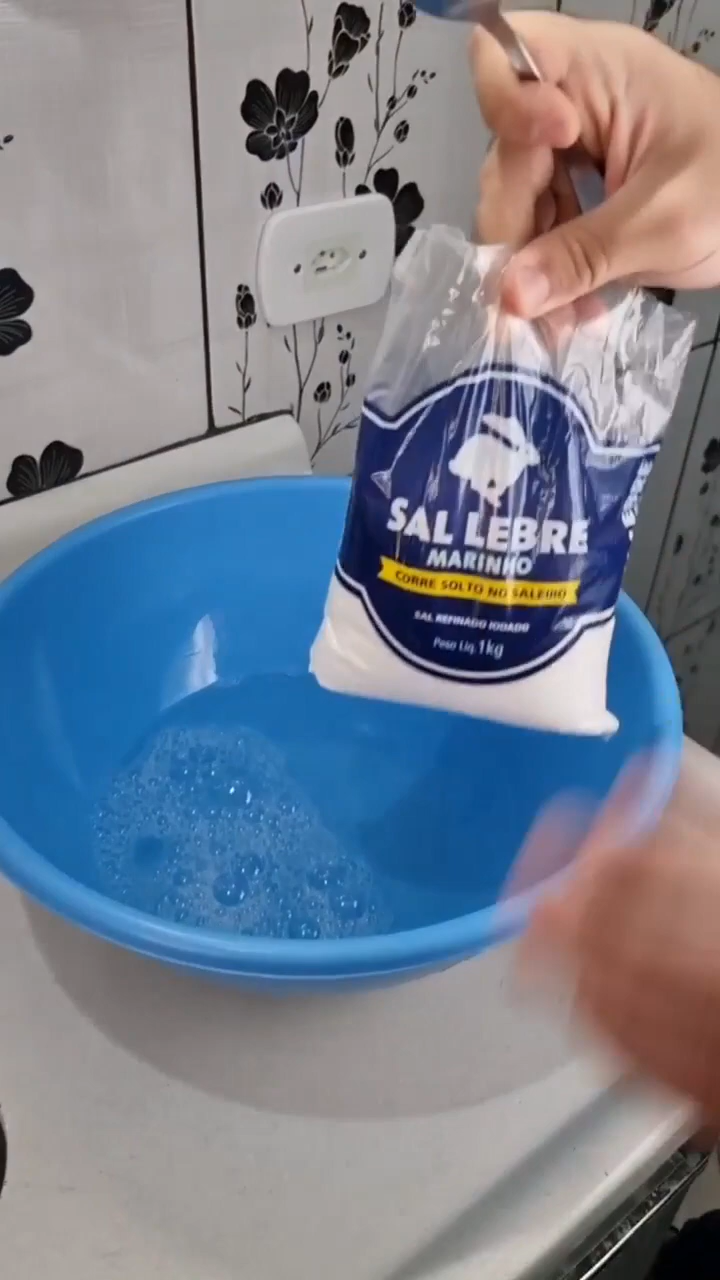 SAL LEBRE
MARINHO
CORRE SOLTO NO SALEIRO
SAL REFINADO IODADO
Peso Líq. 1kg